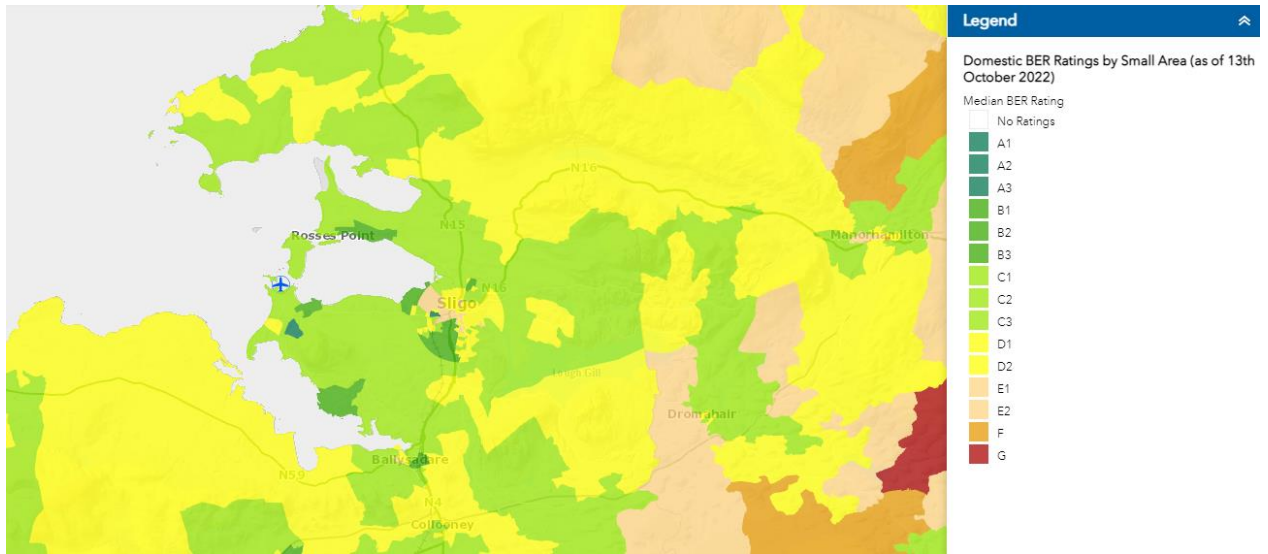 N16
N15
Rosses Point
Manorhamilton
N16
Sligo
Lough Gill
Dromahair
Ballysadare
N59
N4
Collooney
Legend
Domestic BER Ratings by Small Area (as of 13th
October 2022)
Median BER Rating
No Ratings
A1
A2
A3
B1
B2
B3
C1
C2
C3
D1
D2
E1
E2
F
G